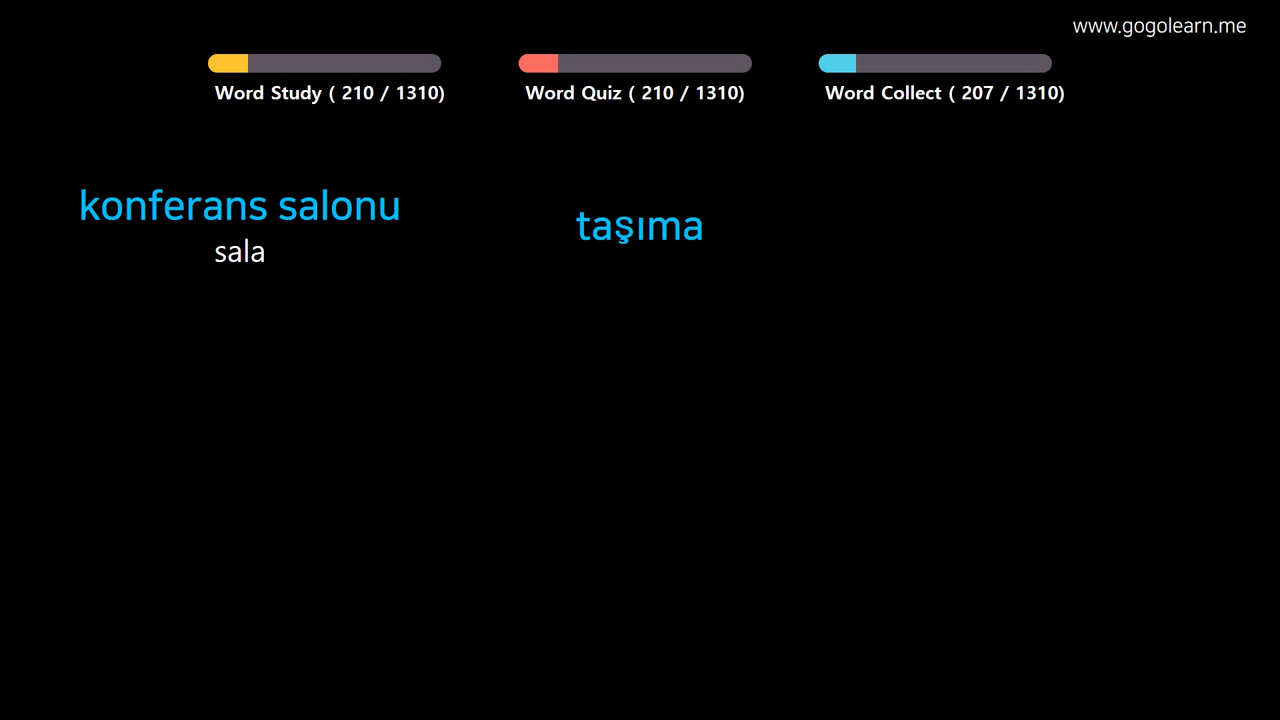 www.gogolearn.me
Word Study ( 210 / 1310)
Word Quiz ( 210 / 1310)
Word Collect ( 207 / 1310)
konferans salonu
sala
taşıma